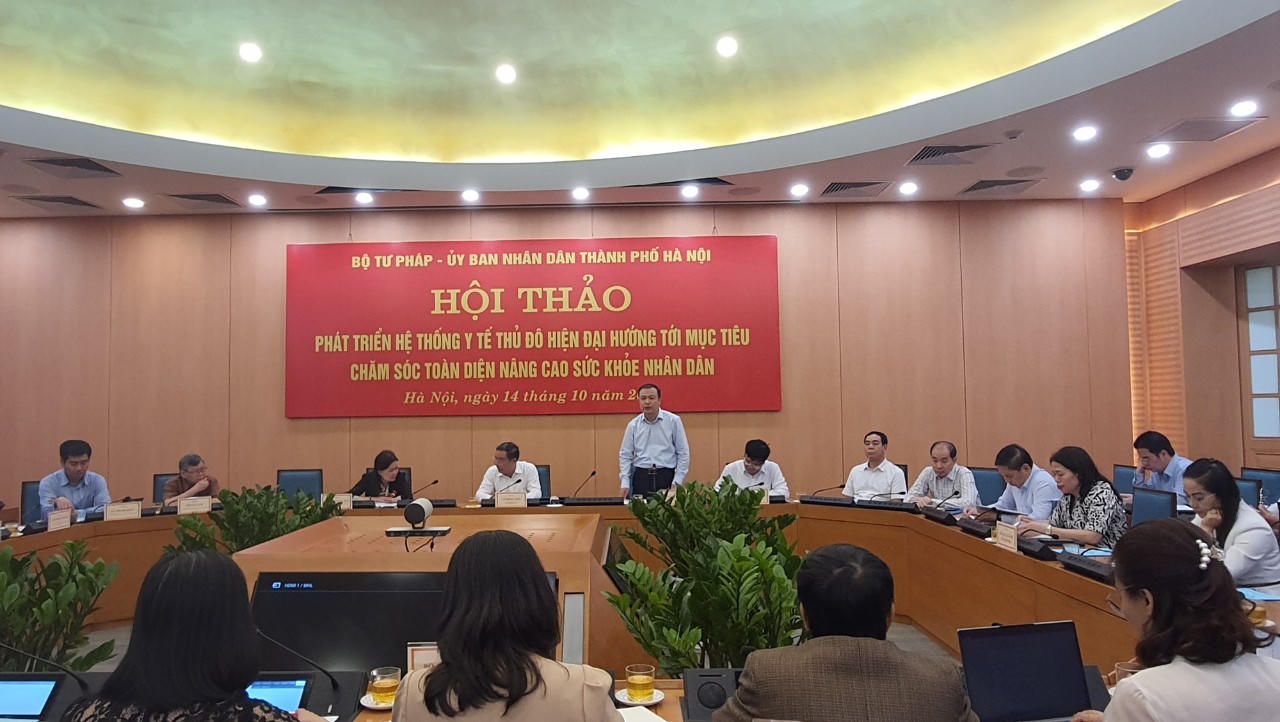 BỘ TƯ PHÁP - ỦY BAN NHÂN DÂN THÀNH PHỐ HÀ NỘI
HỘI THẢO
PHÁT TRIỂN HỆ THỐNG Y TẾ THỦ ĐÔ HIỆN ĐẠI HƯỚNG TỚI MỤC TIÊU
CHĂM SÓC TOÀN DIỆN NÂNG CAO SỨC KHỎE NHÂN DÂN
Hà Nội, ngày 14 tháng 10 năm 2